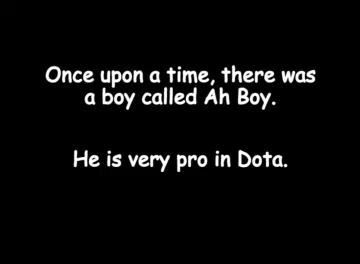 Once upon a time, there was
a boy called Ah Boy.
He is very pro in Dota.